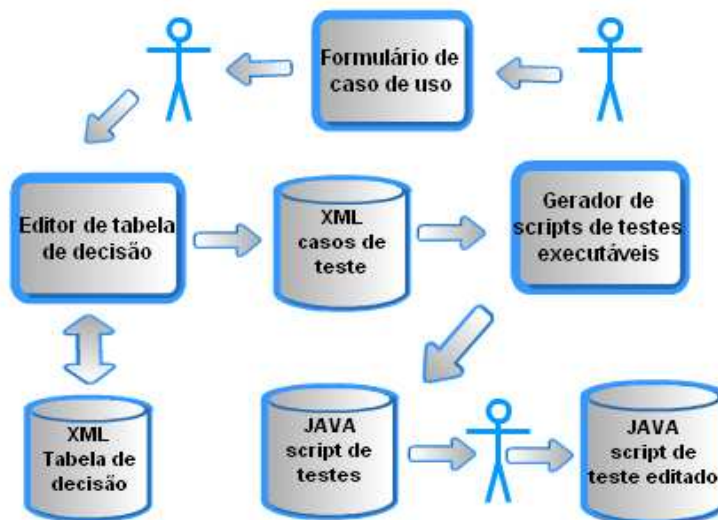 Formulário de
caso de uso
Editor de tabela
de decisão
XML
casos de
teste
Gerador de
scripts de testes
executáveis
XML
Tabela de
decisão
JAVA
script de
testes
JAVA
script de
teste editado